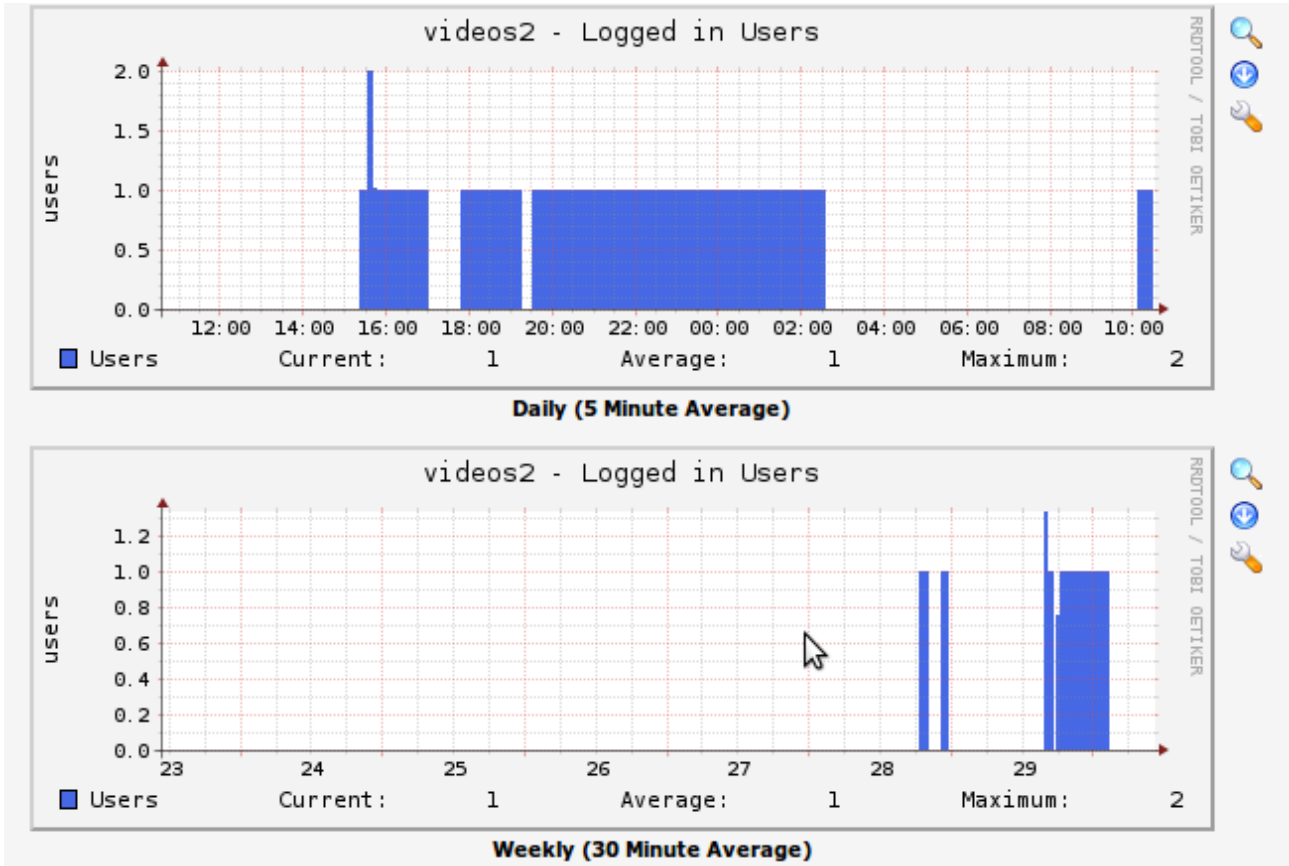 videos2 - Logged in Users
RRDTOOL / TOBI OETIKER
users
2.0
1.5
1.0
0.5
0.0
12:00 14:00 16:00 18:00 20:00 22:00 00:00 02:00 04:00 06:00 08:00 10:00
Users Current: 1 Average: 1 Maximum: 2
Daily (5 Minute Average)
videos2 - Logged in Users
RRDTOOL / TOBI OETIKER
users
1.2
1.0
0.8
0.6
0.4
0.2
0.0
23 24 25 26 27 28 29
Users Current: 1 Average: 1 Maximum: 2
Weekly (30 Minute Average)